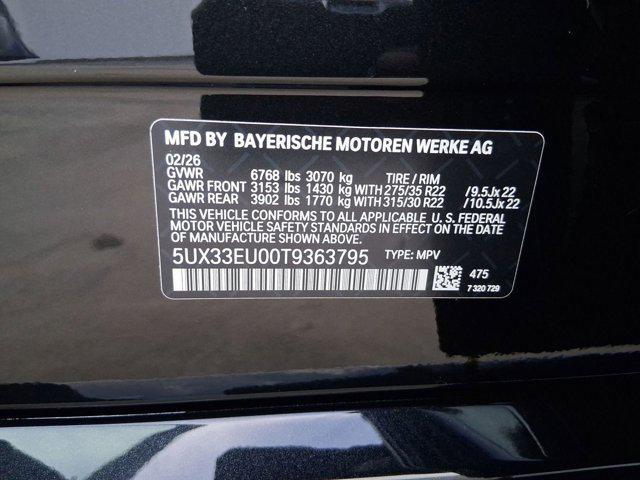 MFD BY BAYERISCHE MOTOREN WERKE AG
02/26
GVWR 6768 lbs 3070 kg TIRE / RIM
GAWR FRONT 3153 lbs 1430 kg WITH 275/35 R22 /9.5Jx22
GAWR REAR 3902 lbs 1770 kg WITH 315/30 R22 /10.5Jx22
THIS VEHICLE CONFORMS TO ALL APPLICABLE U. S. FEDERAL
MOTOR VEHICLE SAFETY STANDARDS IN EFFECT ON THE
DATE OF MANUFACTURE SHOWN ABOVE.
5UX33EU00T9363795 TYPE: MPV
475
7 320 729